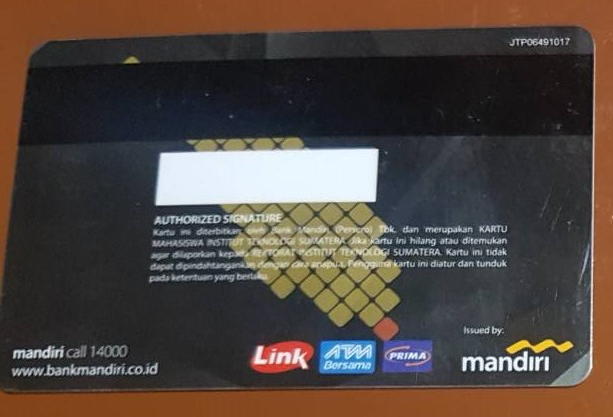 JTP06491017
AUTHORIZED SIGNATURE
Kartu ini diterbitkan oleh Bank Mandiri (Persero) Tbk. dan merupakan KARTU
MAHASISWA INSTITUT TEKNOLOGI SUMATERA. Jika kartu ini hilang atau ditemukan
agar dilaporkan kepada REKTORAT INSTITUT TEKNOLOGI SUMATERA. Kartu ini tidak
dapat dipindahtangankan dengan cara apapun. Pengguna kartu ini diatur dan tunduk
pada ketentuan yang berlaku.
Issued by:
mandiri call 14000
www.bankmandiri.co.id
Link
ATM
Bersama
PRIMA
mandiri